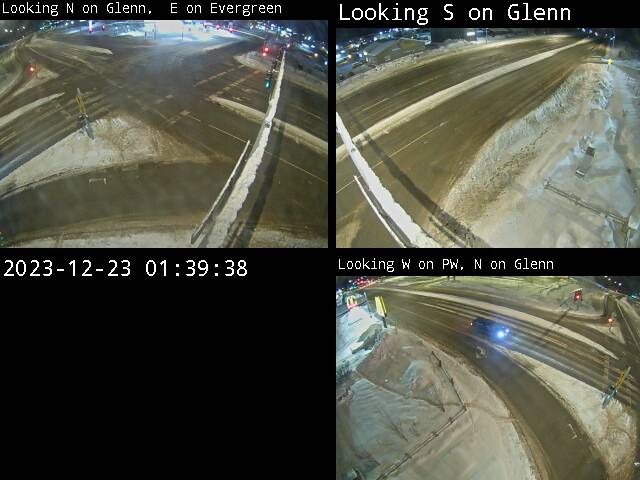 Looking N on Glenn, E on Evergreen
Looking S on Glenn
2023-12-23 01:39:38
Looking W on PW, N on Glenn